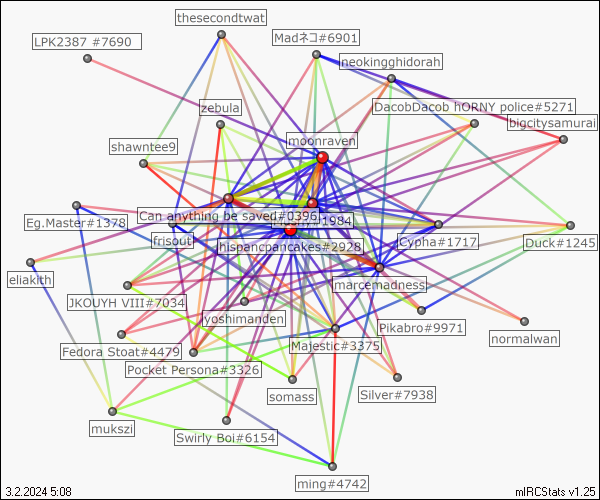 thesecondtwat
LPK2387 #7690
Madネコ#6901
neokingghidorah
zebula
DacobDacob hORNY police#5271
bigcitysamurai
moonraven
shawntee9
Eg.Master#1378
Can anything be saved#0396
#1984
frisout
hispancpancakes#2928
Cypha#1717
Duck#1245
eliakith
marcemadness
JKOUYH VIII#7034
yoshimanden
Pikabro#9971
normalwan
Fedora Stoat#4479
Majestic#3375
Pocket Persona#3326
somass
Silver#7938
mukszi
Swirly Boi#6154
ming#4742
3.2.2024 5:08
mIRCStats v1.25